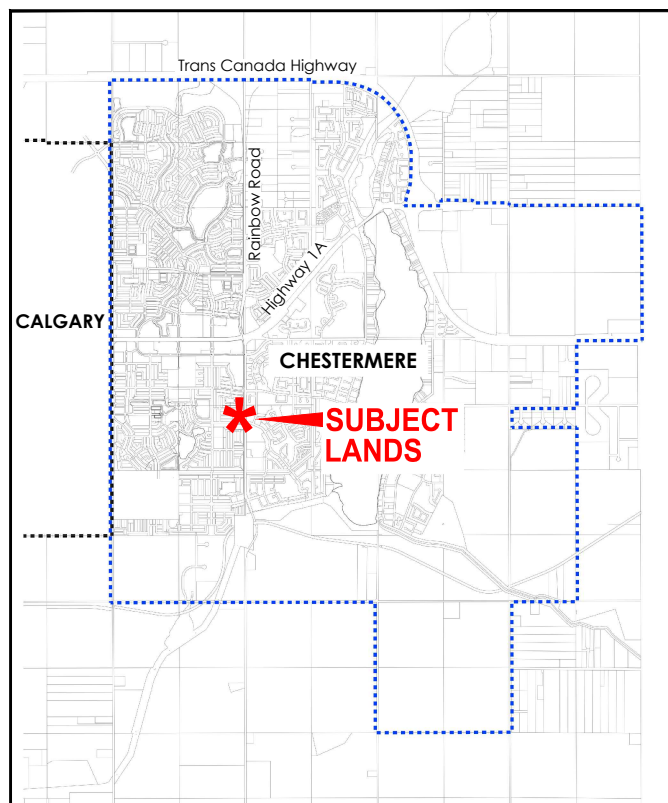 Trans Canada Highway
Rainbow Road
Highway 1A
CALGARY
CHESTERMERE
* SUBJECT
LANDS